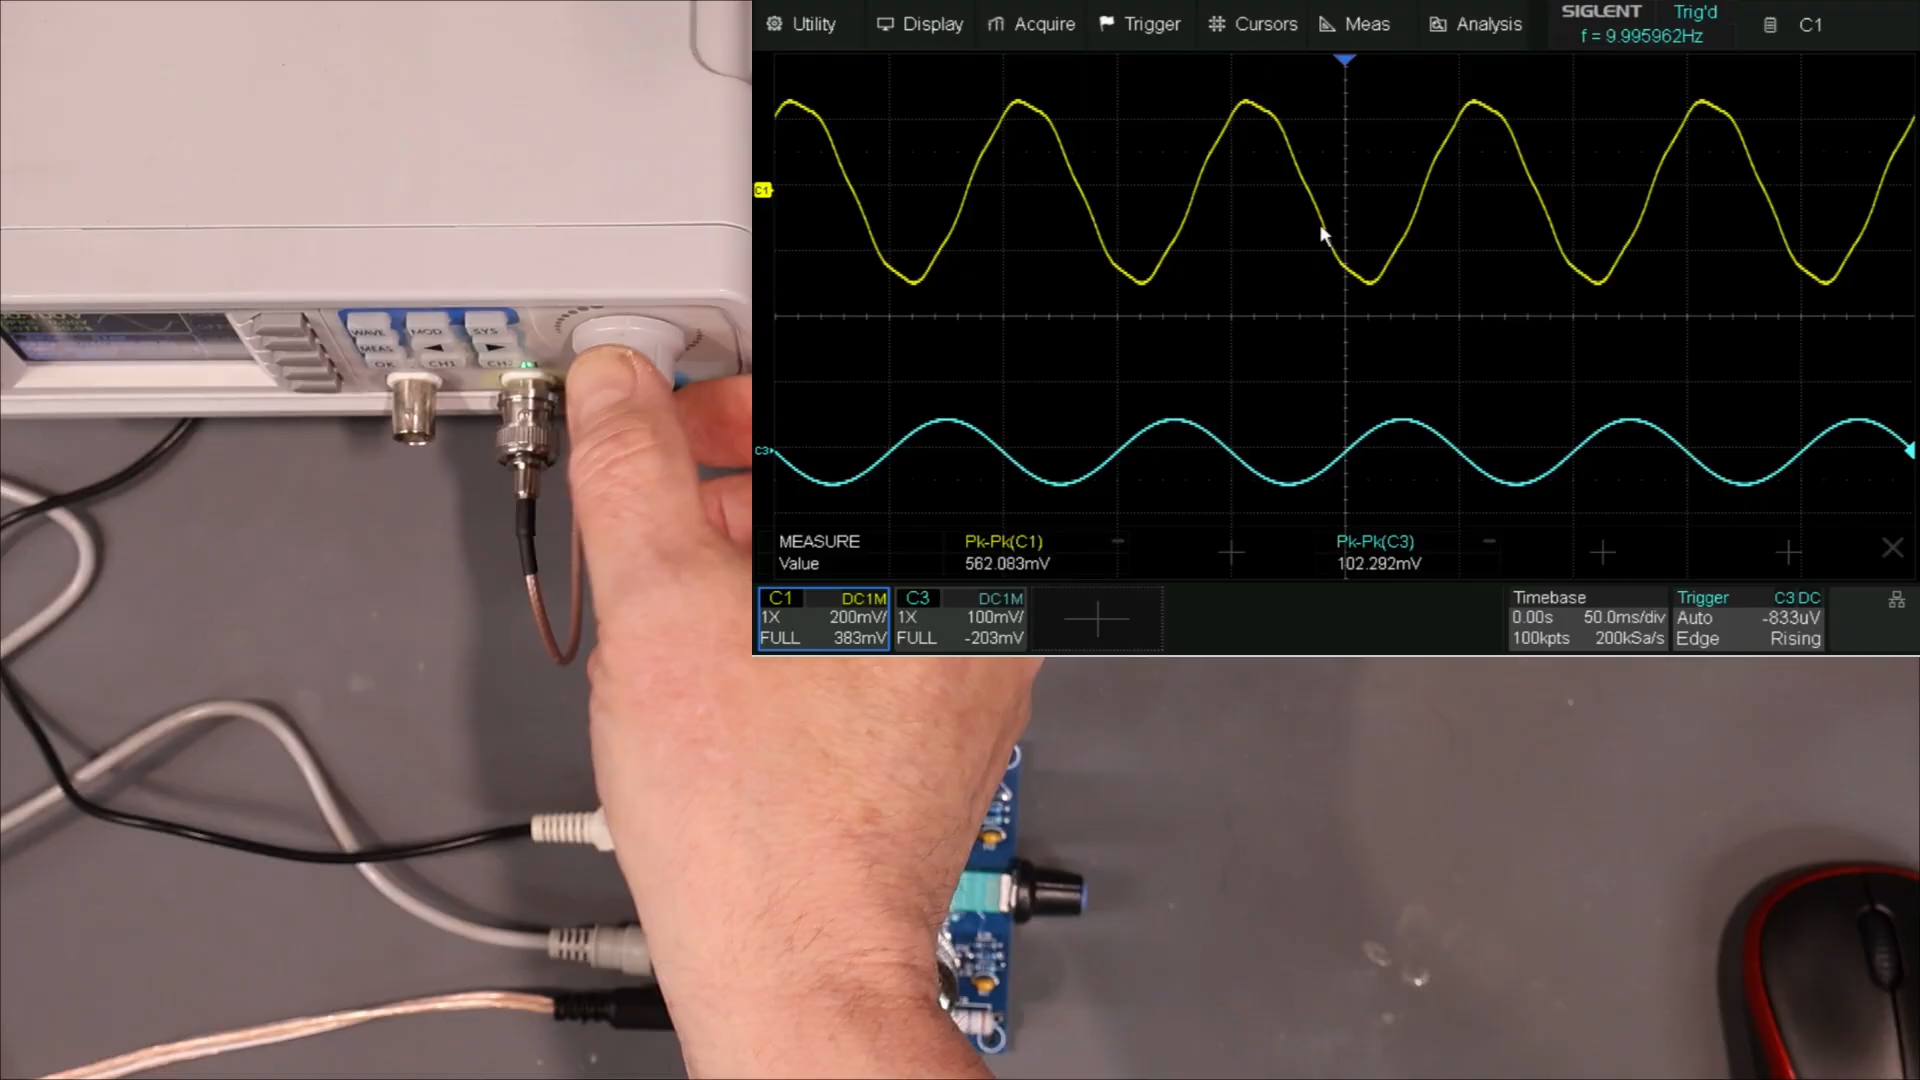 Utility
Display
Acquire
Trigger
Cursors
Meas
Analysis
SIGLENT
Trig'd
f = 9.995962Hz
C1
C1
C3
MEASURE
Value
Pk-Pk(C1)
562.083mV
Pk-Pk(C3)
102.292mV
C1 DC1M
1X 200mV/
FULL 383mV
C3 DC1M
1X 100mV/
FULL -203mV
Timebase
0.00s 50.0ms/div
100kpts 200kSa/s
Trigger C3 DC
Auto -833uV
Edge Rising
WAVE MOD SYS
MEAS
OK CH1